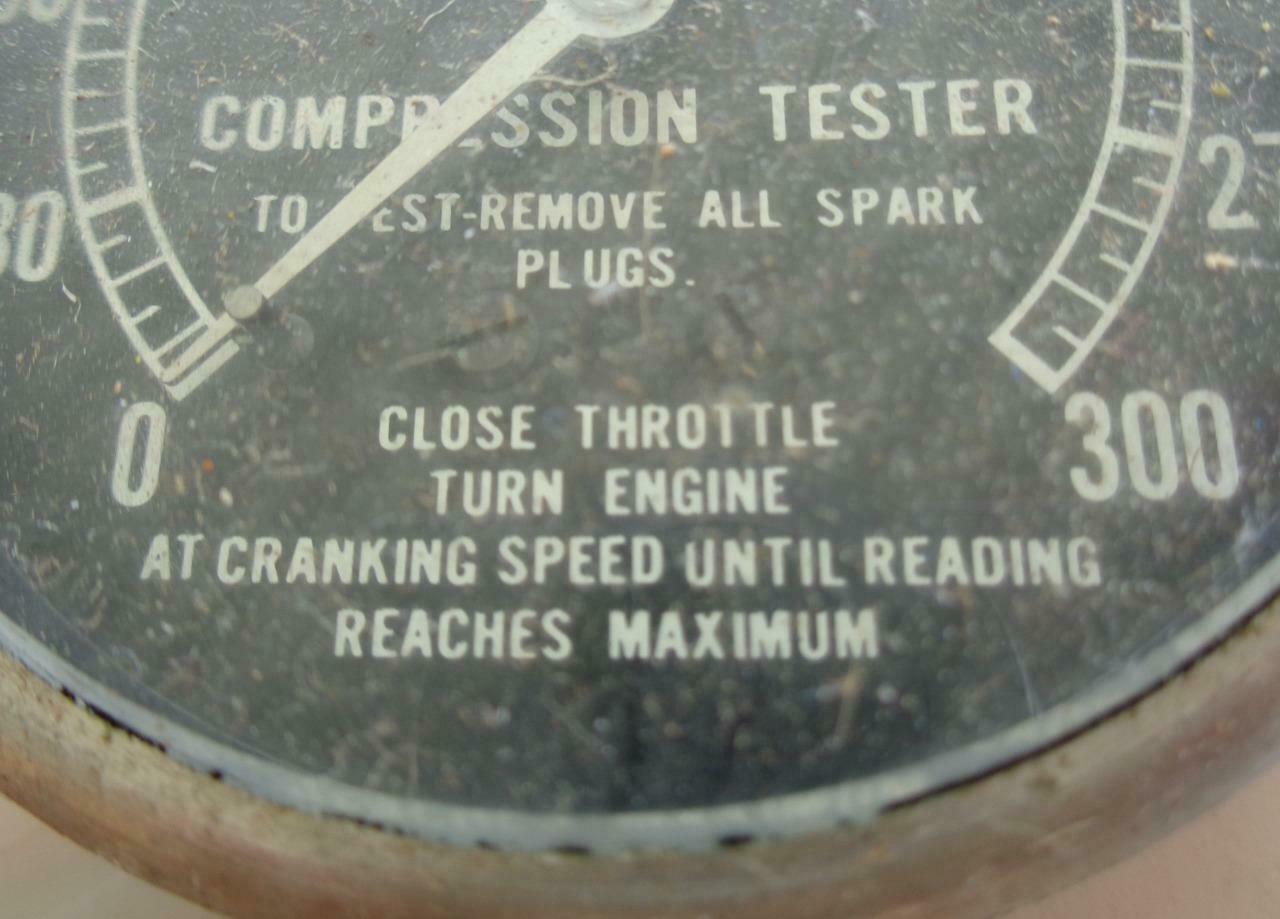 COMPRESSION TESTER
TO TEST-REMOVE ALL SPARK
PLUGS.
30
0
300
CLOSE THROTTLE
TURN ENGINE
AT CRANKING SPEED UNTIL READING
REACHES MAXIMUM